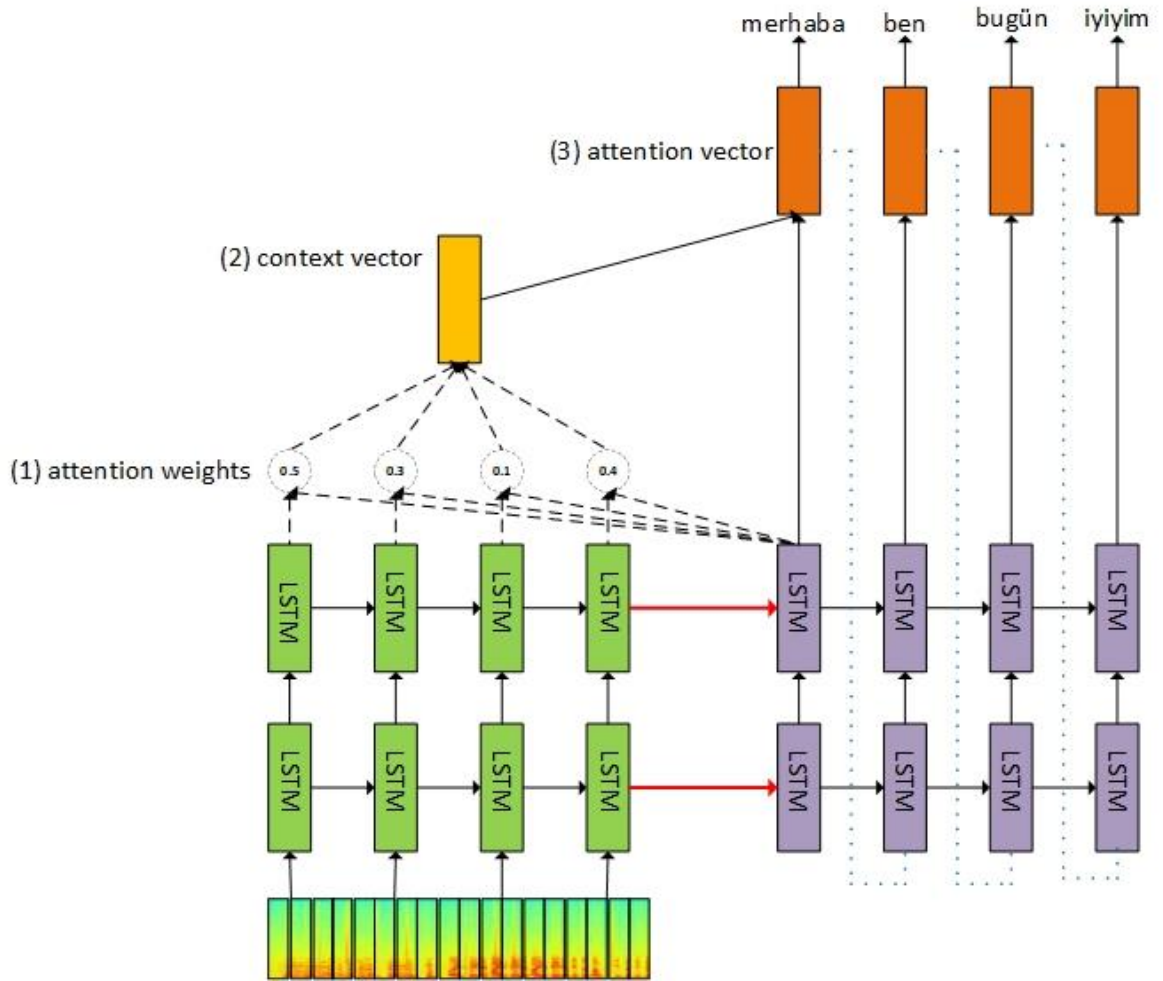 merhaba ben bugün iyiyim
(3) attention vector
(2) context vector
(1) attention weights 0.5 0.3 0.1 0.4
LSTM LSTM LSTM LSTM LSTM LSTM LSTM LSTM
LSTM LSTM LSTM LSTM LSTM LSTM LSTM LSTM